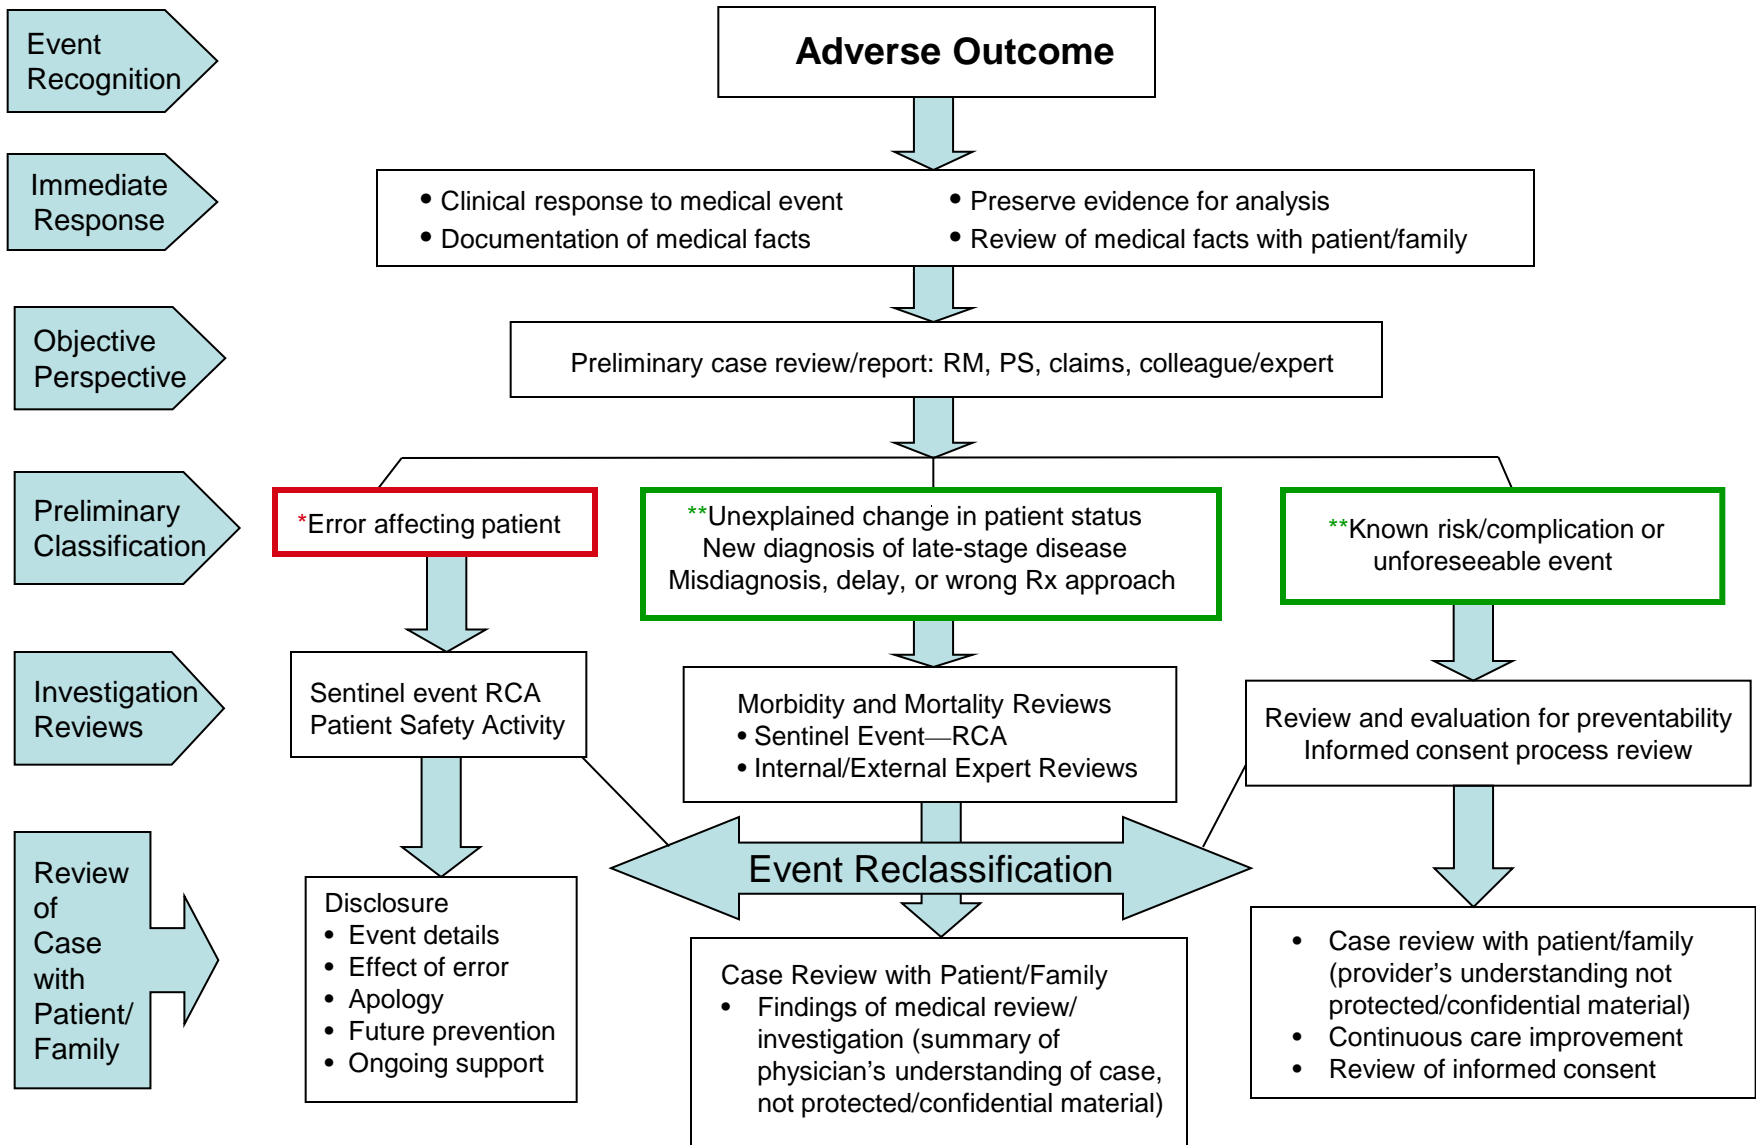 Event
Recognition
Adverse Outcome
Immediate
Response
• Clinical response to medical event
• Documentation of medical facts
• Preserve evidence for analysis
• Review of medical facts with patient/family
Objective
Perspective
Preliminary case review/report: RM, PS, claims, colleague/expert
Preliminary
Classification
*Error affecting patient
**Unexplained change in patient status
New diagnosis of late-stage disease
Misdiagnosis, delay, or wrong Rx approach
**Known risk/complication or
unforeseeable event
Investigation
Reviews
Sentinel event RCA
Patient Safety Activity
Morbidity and Mortality Reviews
• Sentinel Event—RCA
• Internal/External Expert Reviews
Review and evaluation for preventability
Informed consent process review
Event Reclassification
Review
of
Case
with
Patient/
Family
Disclosure
• Event details
• Effect of error
• Apology
• Future prevention
• Ongoing support
Case Review with Patient/Family
• Findings of medical review/
investigation (summary of
physician's understanding of case,
not protected/confidential material)
• Case review with patient/family
(provider's understanding not
protected/confidential material)
• Continuous care improvement
• Review of informed consent